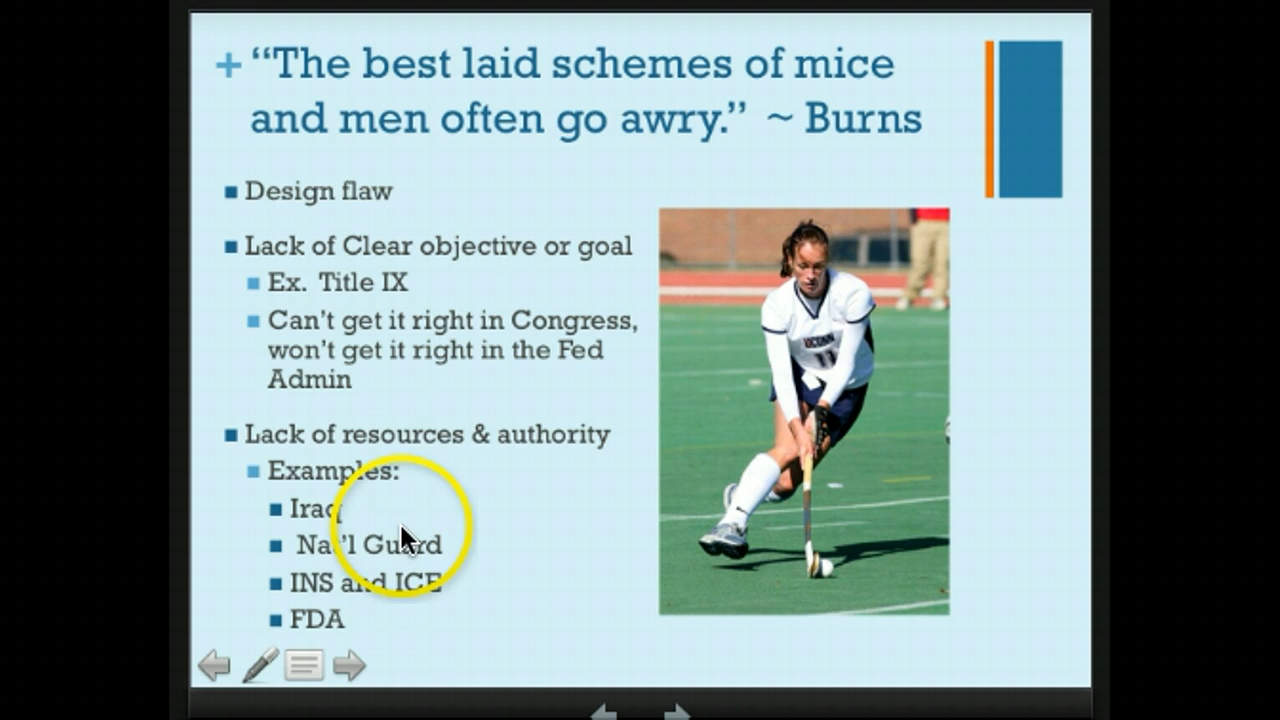 + “The best laid schemes of mice
and men often go awry.” ~ Burns
Design flaw
Lack of Clear objective or goal
Ex. Title IX
Can’t get it right in Congress,
won’t get it right in the Fed
Admin
Lack of resources & authority
Examples:
Iraq
Nat’l Guard
INS and ICE
FDA
UCONN
11